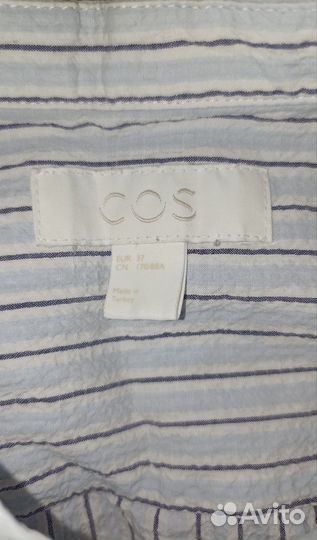 COS
EUR 37
CN 170/88A
Made in
Turkey
Avito